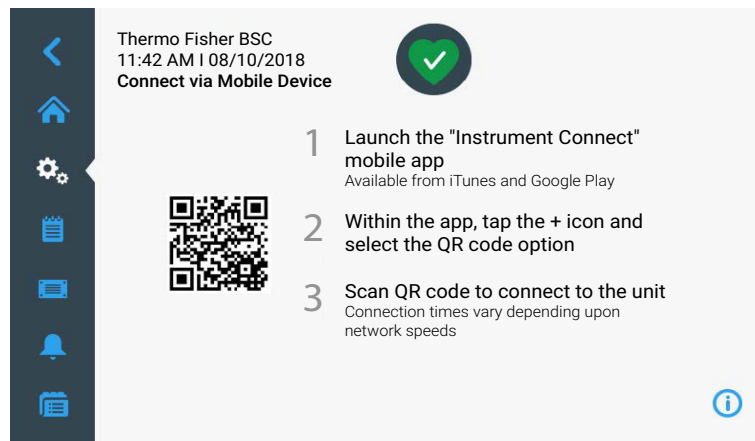 Thermo Fisher BSC
11:42 AM I 08/10/2018
Connect via Mobile Device
1 Launch the "Instrument Connect"
mobile app
Available from iTunes and Google Play
2 Within the app, tap the + icon and
select the QR code option
3 Scan QR code to connect to the unit
Connection times vary depending upon
network speeds